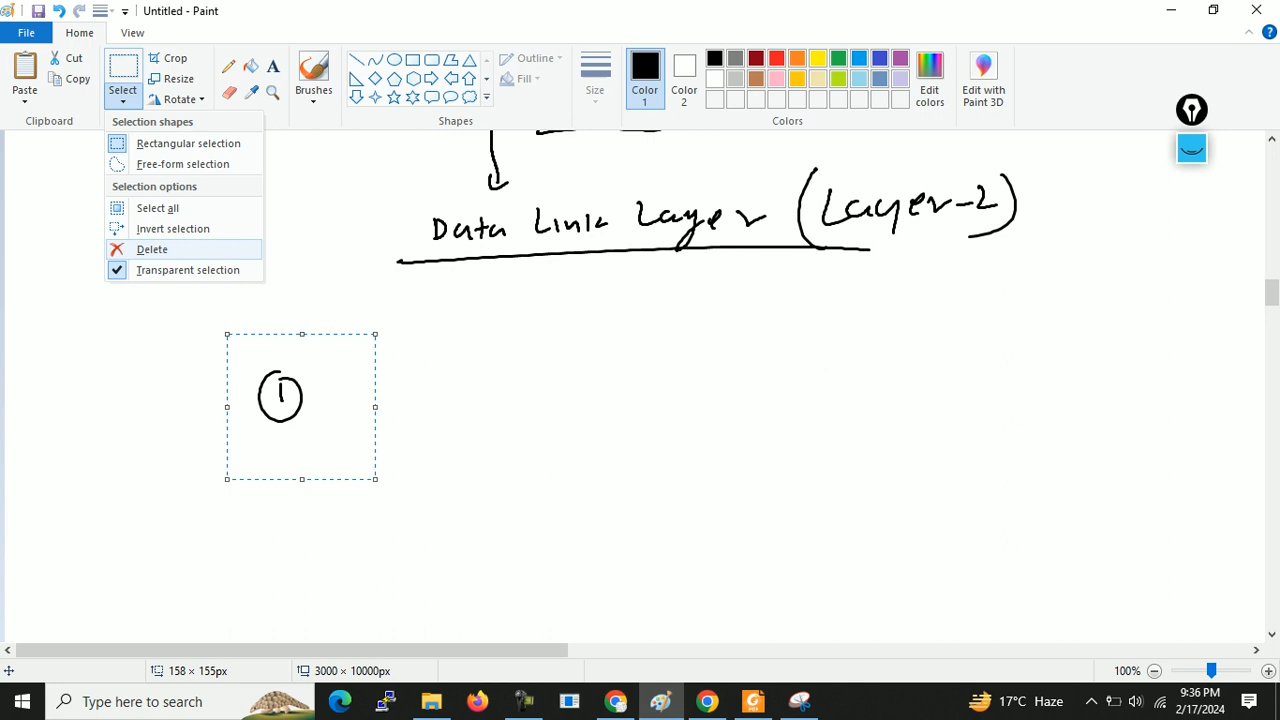 Untitled - Paint
File Home View
Paste
Cut
Copy
Clipboard
Select
Crop
Resize
Rotate
Brushes
Outline
Fill
Shapes
Size
Color 1
Color 2
Edit colors
Edit with Paint 3D
Colors
Selection shapes
Rectangular selection
Free-form selection
Selection options
Select all
Invert selection
Delete
Transparent selection
Data Link Layer (Layer-2)
1
158 × 155px
3000 × 10000px
100%
Type here to search
17°C Haze
9:36 PM
2/17/2024